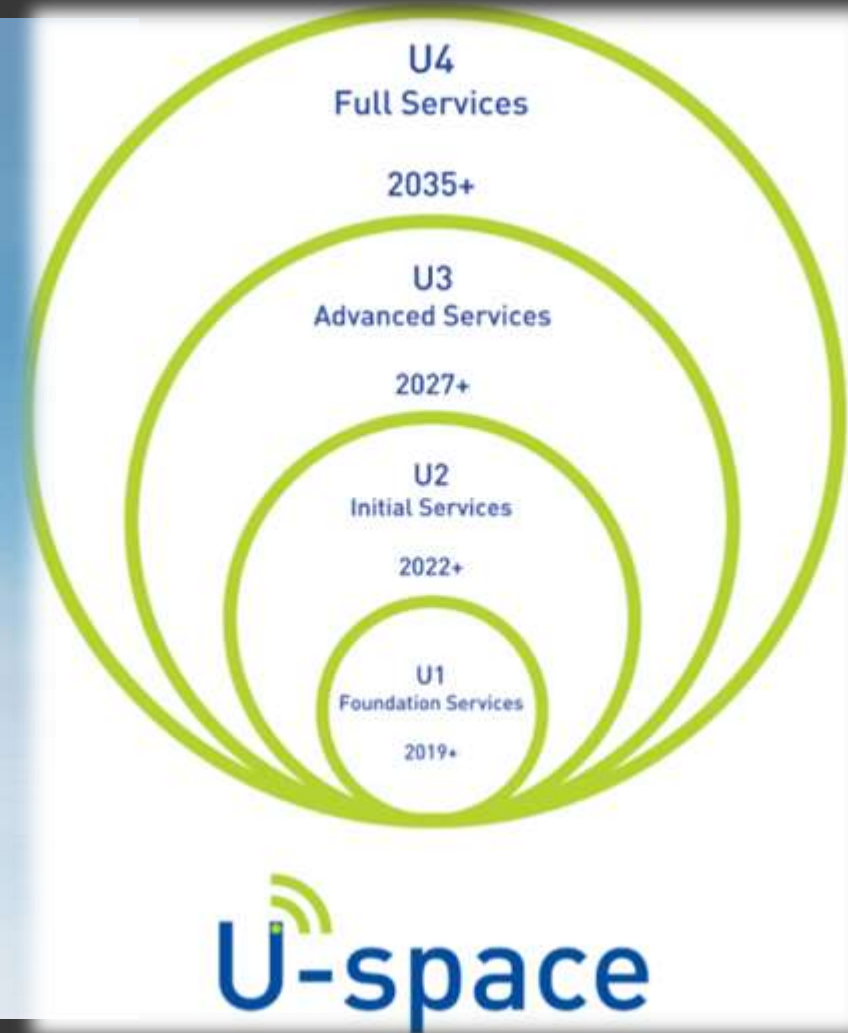 U4
Full Services
2035+
U3
Advanced Services
2027+
U2
Initial Services
2022+
U1
Foundation Services
2019+
U-space